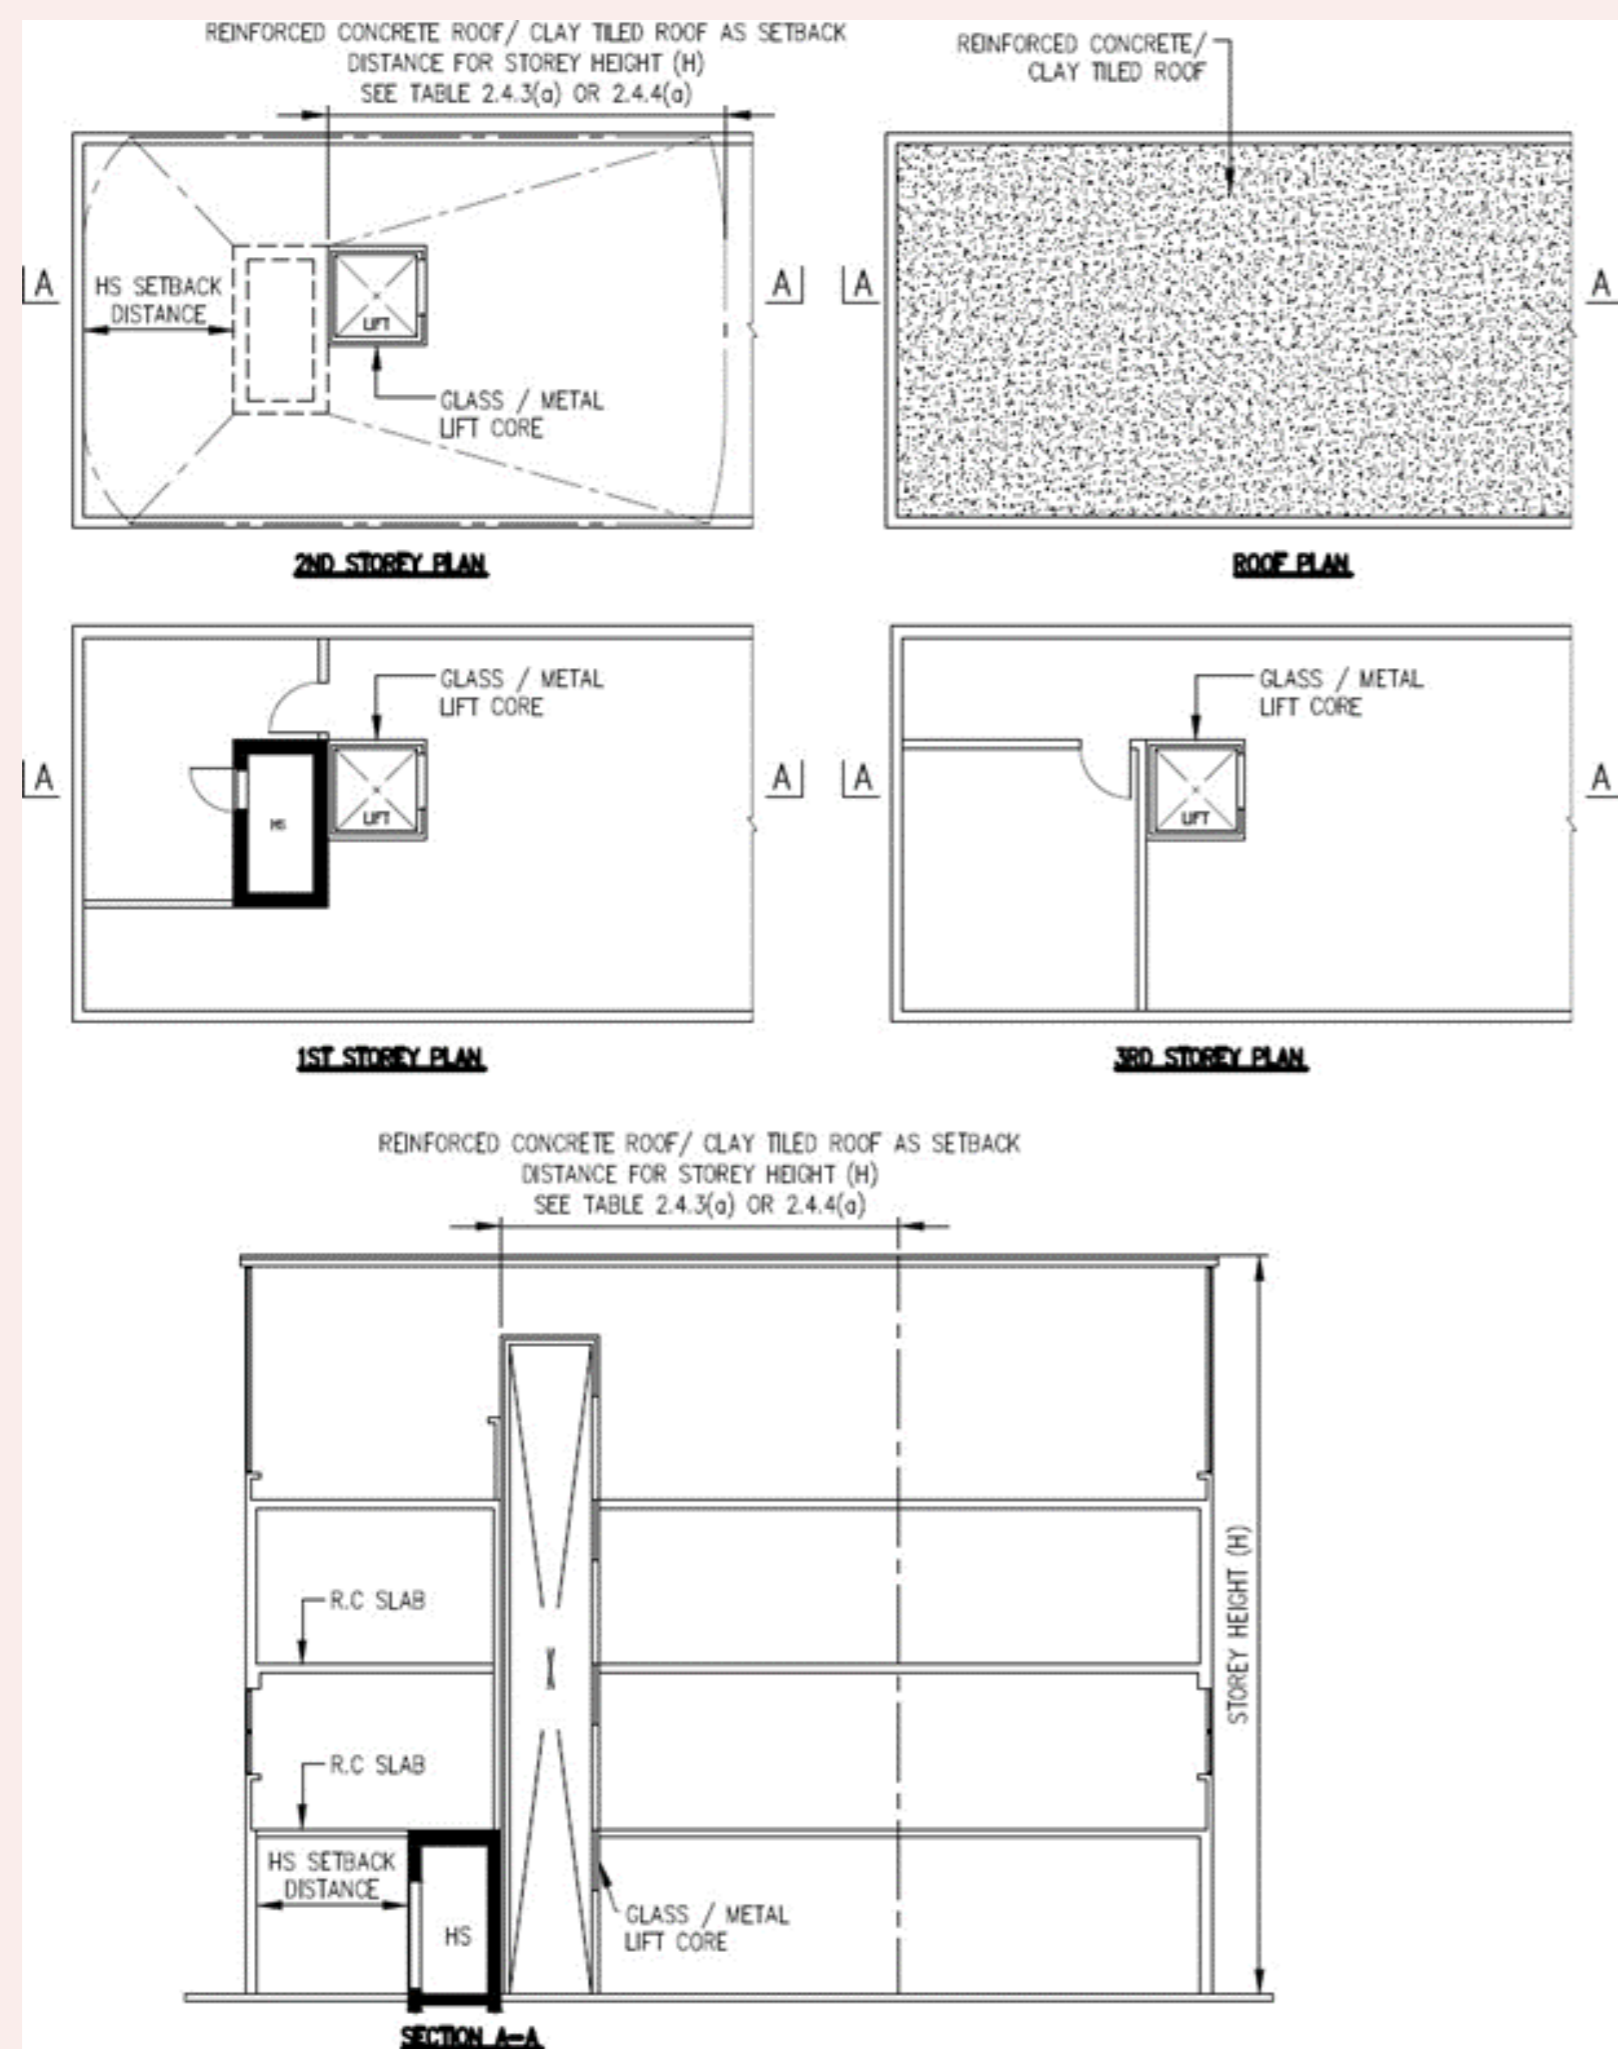 REINFORCED CONCRETE ROOF/ CLAY TILED ROOF AS SETBACK
DISTANCE FOR STOREY HEIGHT (H)
SEE TABLE 2.4.3(a) OR 2.4.4(a)
A
HS SETBACK
DISTANCE
LIFT
GLASS / METAL
LIFT CORE
A
2ND STOREY PLAN
REINFORCED CONCRETE/
CLAY TILED ROOF
A
A
ROOF PLAN
GLASS / METAL
LIFT CORE
A
HS
LIFT
A
1ST STOREY PLAN
GLASS / METAL
LIFT CORE
A
LIFT
A
3RD STOREY PLAN
REINFORCED CONCRETE ROOF/ CLAY TILED ROOF AS SETBACK
DISTANCE FOR STOREY HEIGHT (H)
SEE TABLE 2.4.3(a) OR 2.4.4(a)
R.C SLAB
R.C SLAB
STOREY HEIGHT (H)
HS SETBACK
DISTANCE
HS
GLASS / METAL
LIFT CORE
SECTION A-A